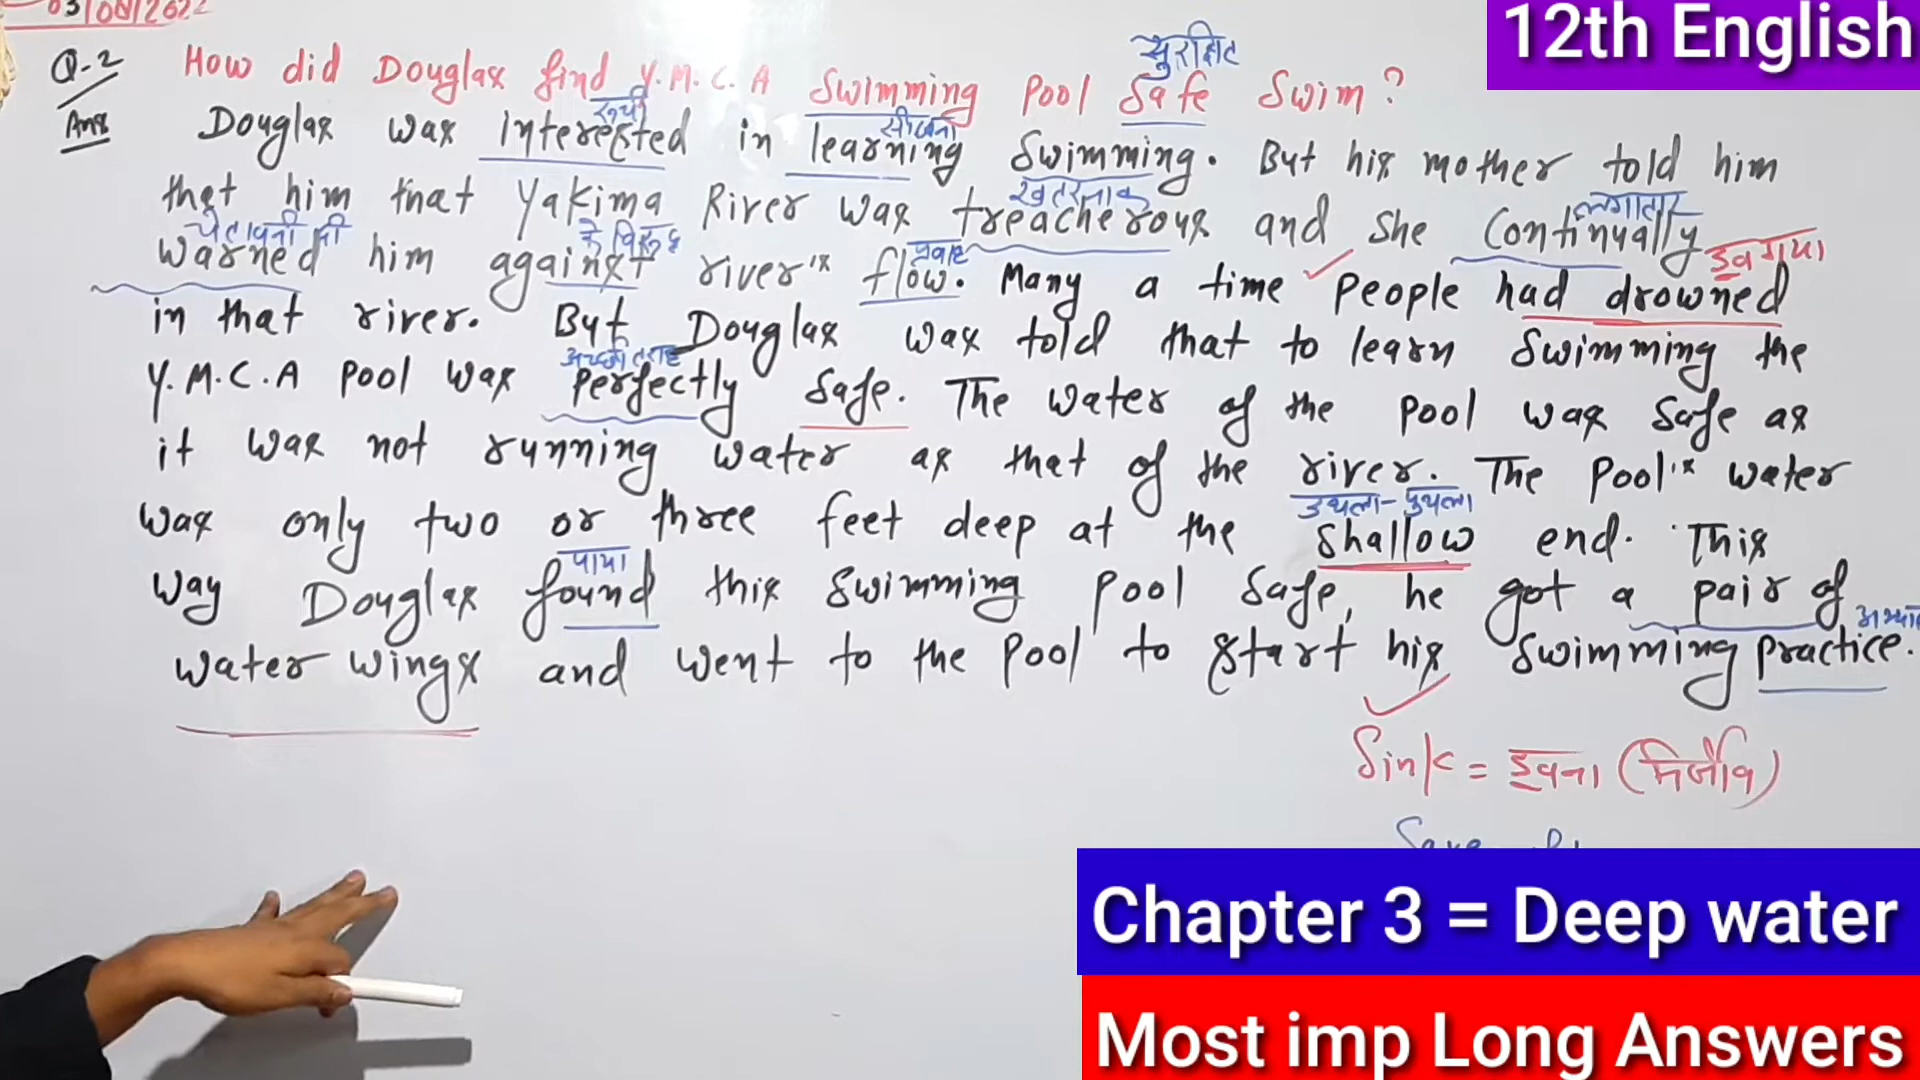 03/08/2022
12th English
सुरक्षित
Q-2 How did Douglas find Y.M.C.A Swimming Pool Safe Swim?
रूची सीखना
Ans Douglas was interested in learning Swimming. But his mother told him
खतरनाक लगातार
that him that Yakima River was treacherous and she Continually
चेतावनी दी के विरूद्ध प्रवाह डूब गया
warned him against river's flow. Many a time People had drowned
in that river. But Douglas was told that to learn Swimming the
अच्छी तरह
Y.M.C.A Pool was perfectly Safe. The water of the Pool was safe as
it was not running water as that of the river. The Pool's water
उथला-पुथला
was only two or three feet deep at the Shallow end. This
पाया
way Douglas found this Swimming Pool Safe, he got a pair of
water wings and went to the Pool to start his Swimming practice.
Sink = डूबना (निर्जीव)
Chapter 3 = Deep water
Most imp Long Answers